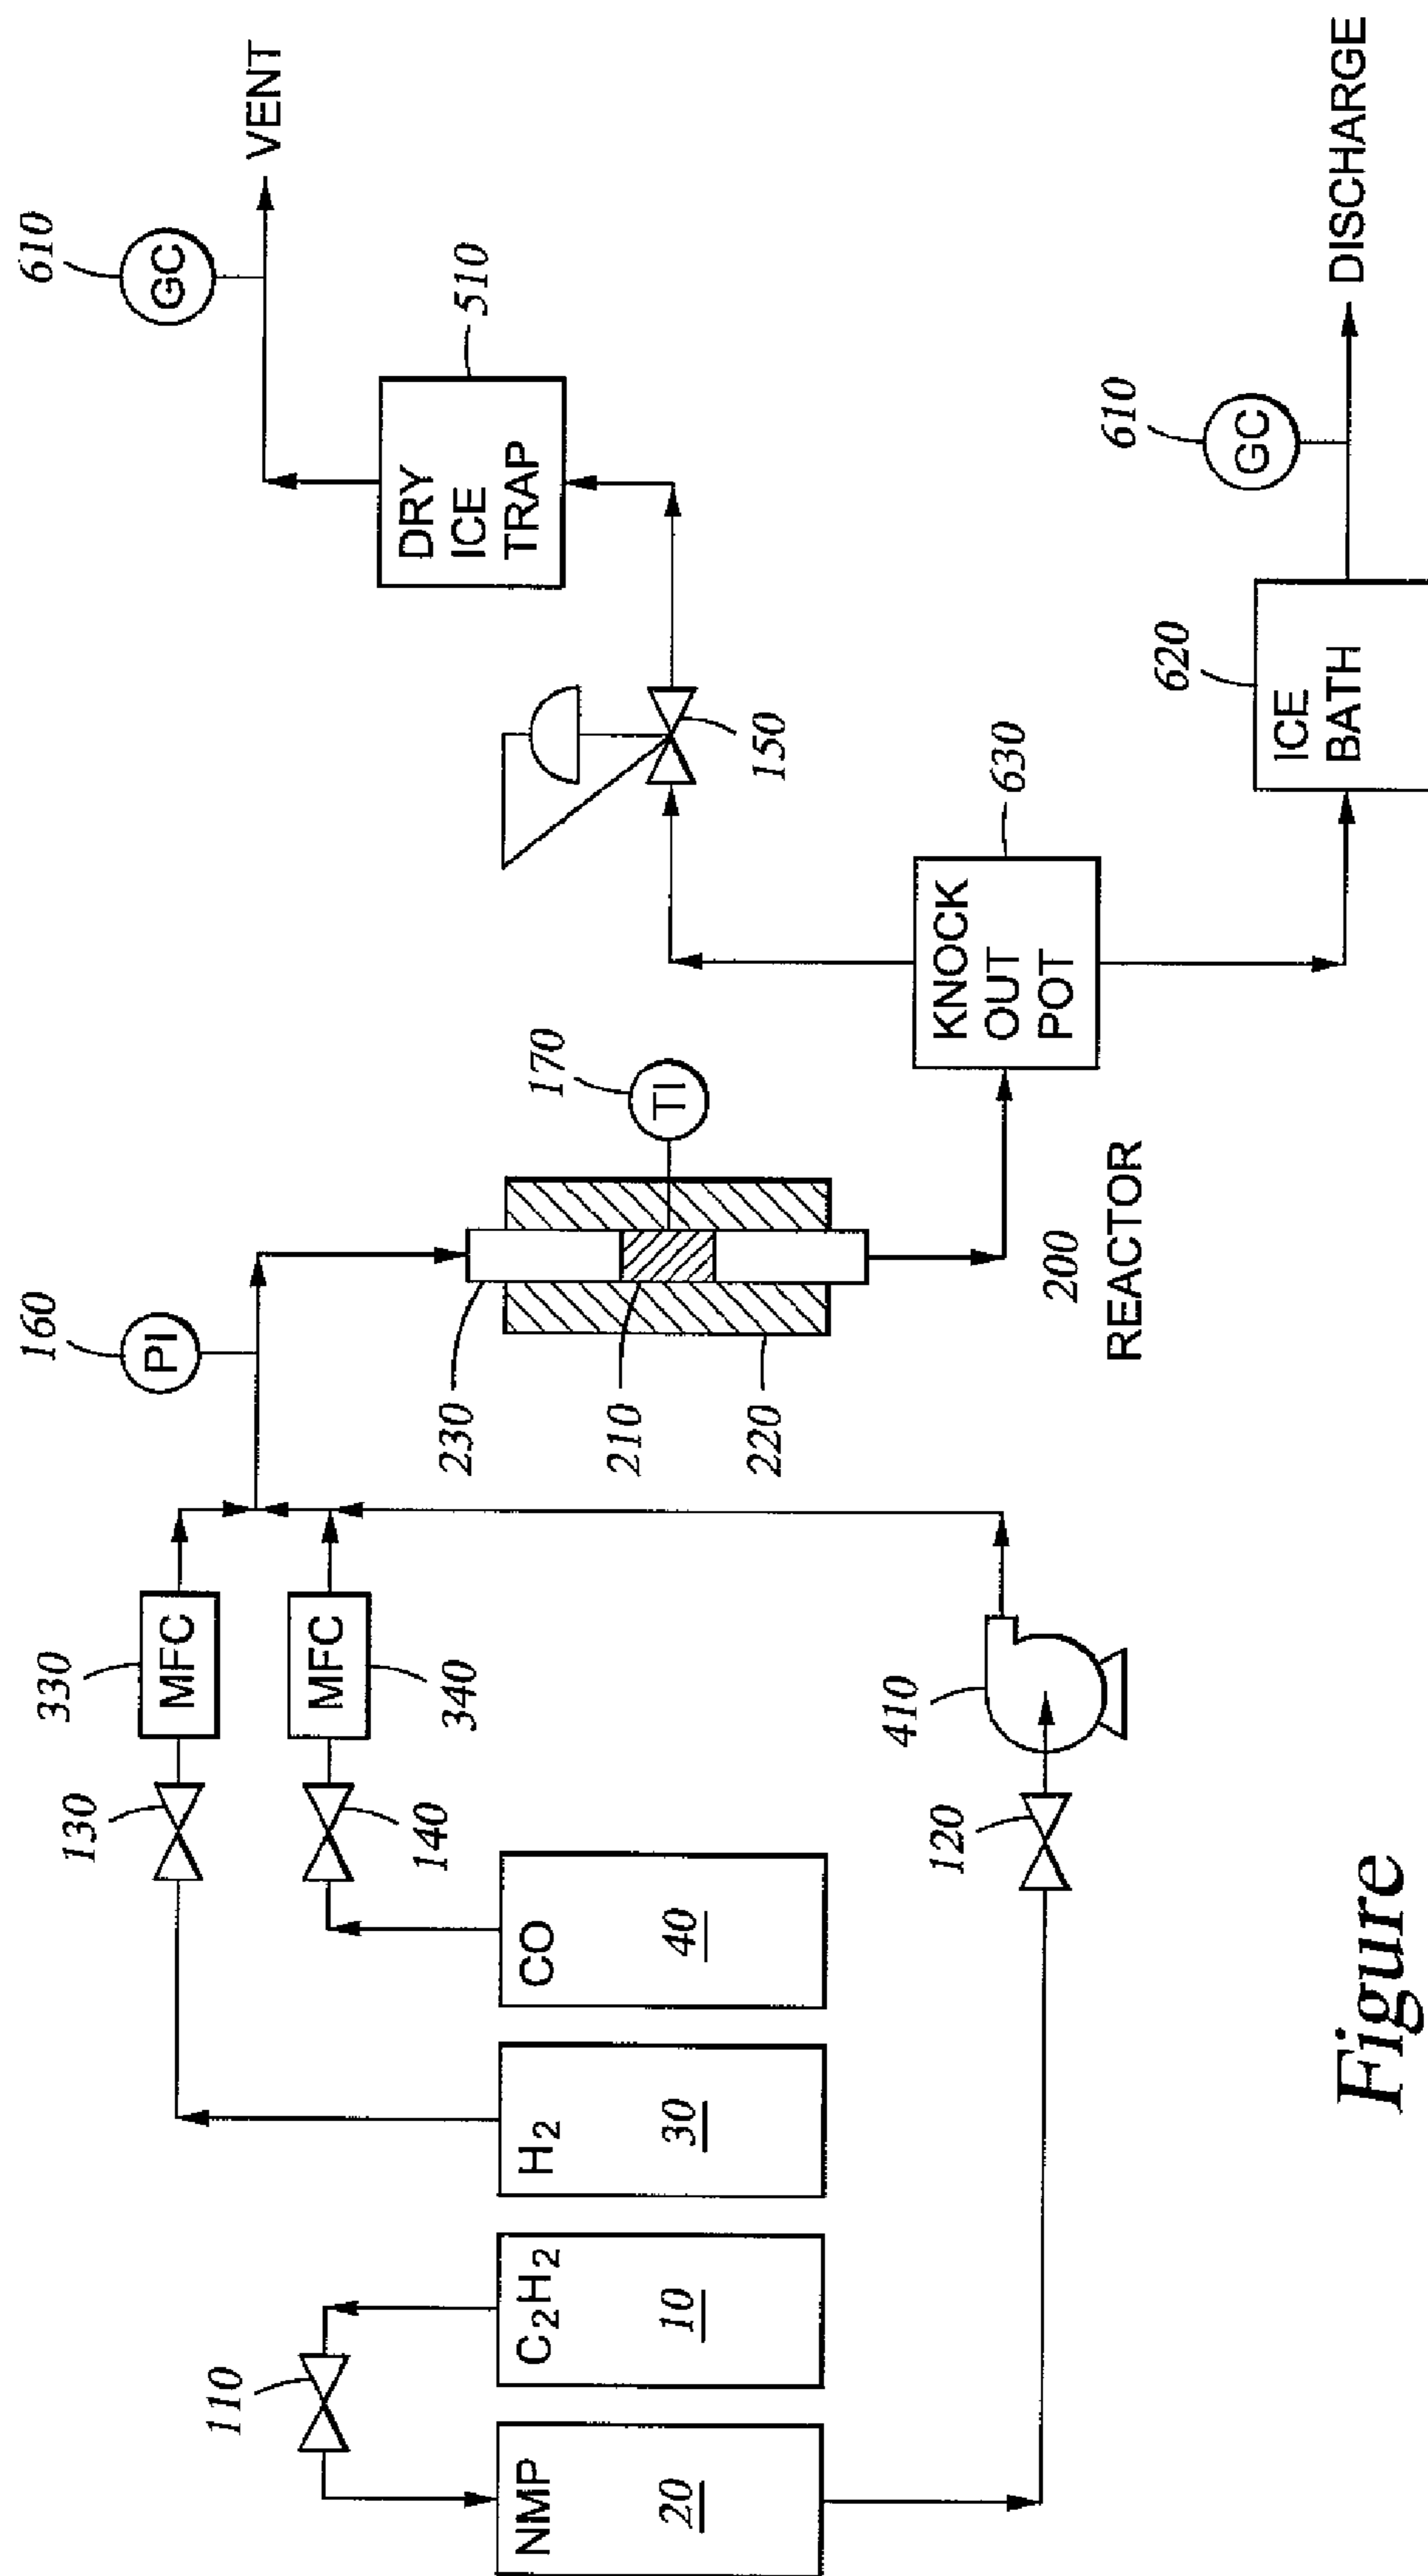 610
GC
VENT
510
DRY
ICE
TRAP
160
PI
330
MFC
130
340
MFC
140
110
NMP
20
C2H2
10
H2
30
CO
40
120
410
230
210
220
170
TI
200
REACTOR
150
KNOCK
OUT
POT
630
620
ICE
BATH
610
GC
DISCHARGE
Figure